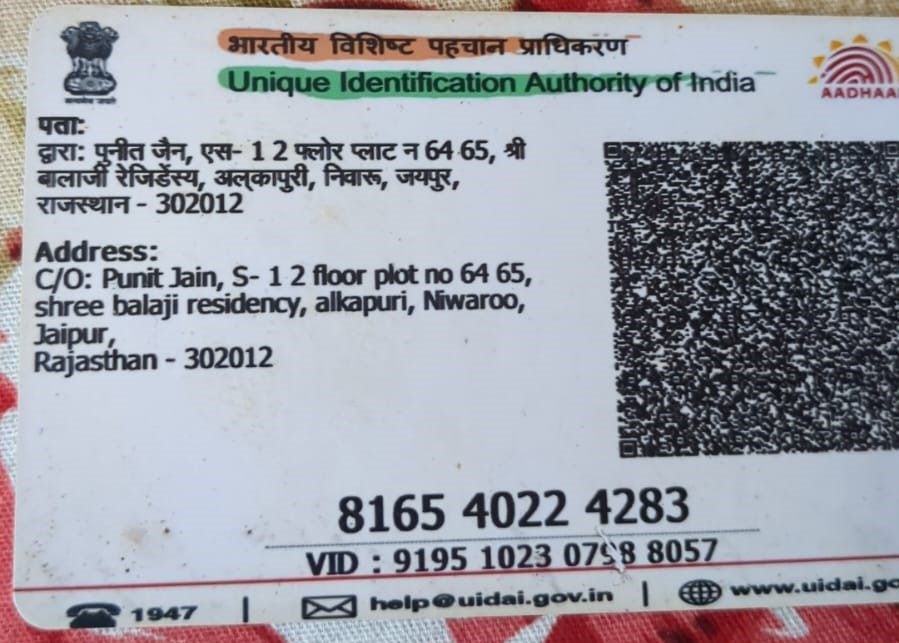 भारतीय विशिष्ट पहचान प्राधिकरण
Unique Identification Authority of India
AADHAA
पता:
द्वारा: पुनीत जैन, एस- 1 2 फ्लोर प्लाट न 64 65, श्री
बालाजी रेजिडेंस्य, अल्कापुरी, निवारू, जयपुर,
राजस्थान - 302012
Address:
C/O: Punit Jain, S- 1 2 floor plot no 64 65,
shree balaji residency, alkapuri, Niwaroo,
Jaipur,
Rajasthan - 302012
8165 4022 4283
VID : 9195 1023 0798 8057
1947 | help@uidai.gov.in | www.uidai.go